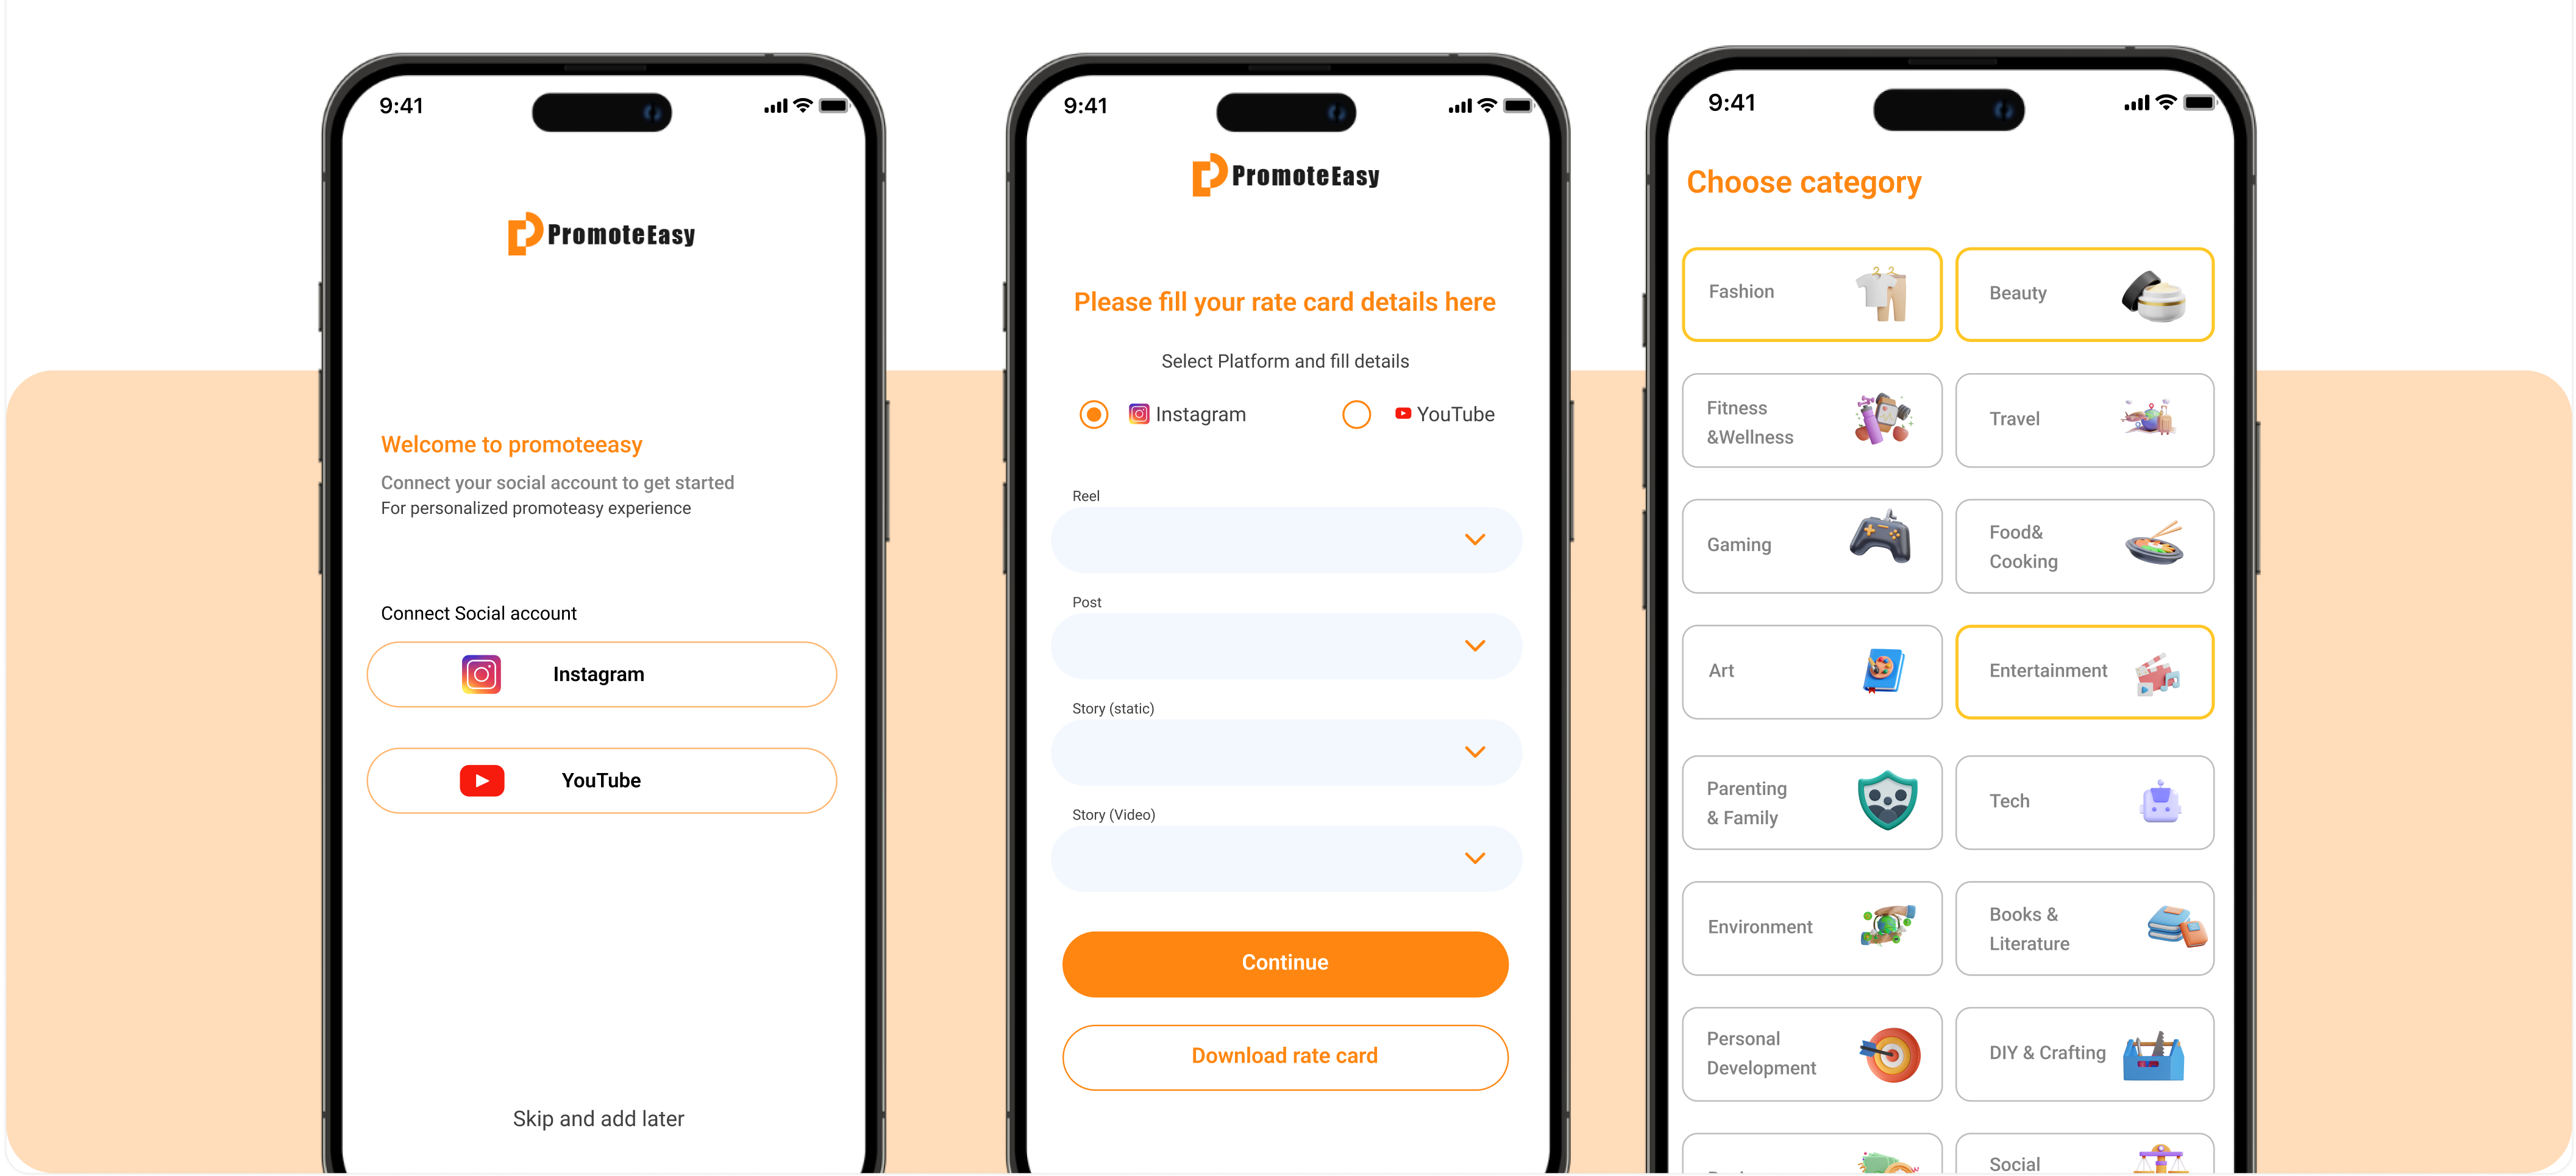 9:41
PromoteEasy
Welcome to promoteeasy
Connect your social account to get started
For personalized promoteasy experience
Connect Social account
Instagram
YouTube
Skip and add later
9:41
PromoteEasy
Please fill your rate card details here
Select Platform and fill details
Instagram
YouTube
Reel
Post
Story (static)
Story (Video)
Continue
Download rate card
9:41
Choose category
Fashion
Beauty
Fitness
&Wellness
Travel
Gaming
Food&
Cooking
Art
Entertainment
Parenting
& Family
Tech
Environment
Books &
Literature
Personal
Development
DIY & Crafting
Social